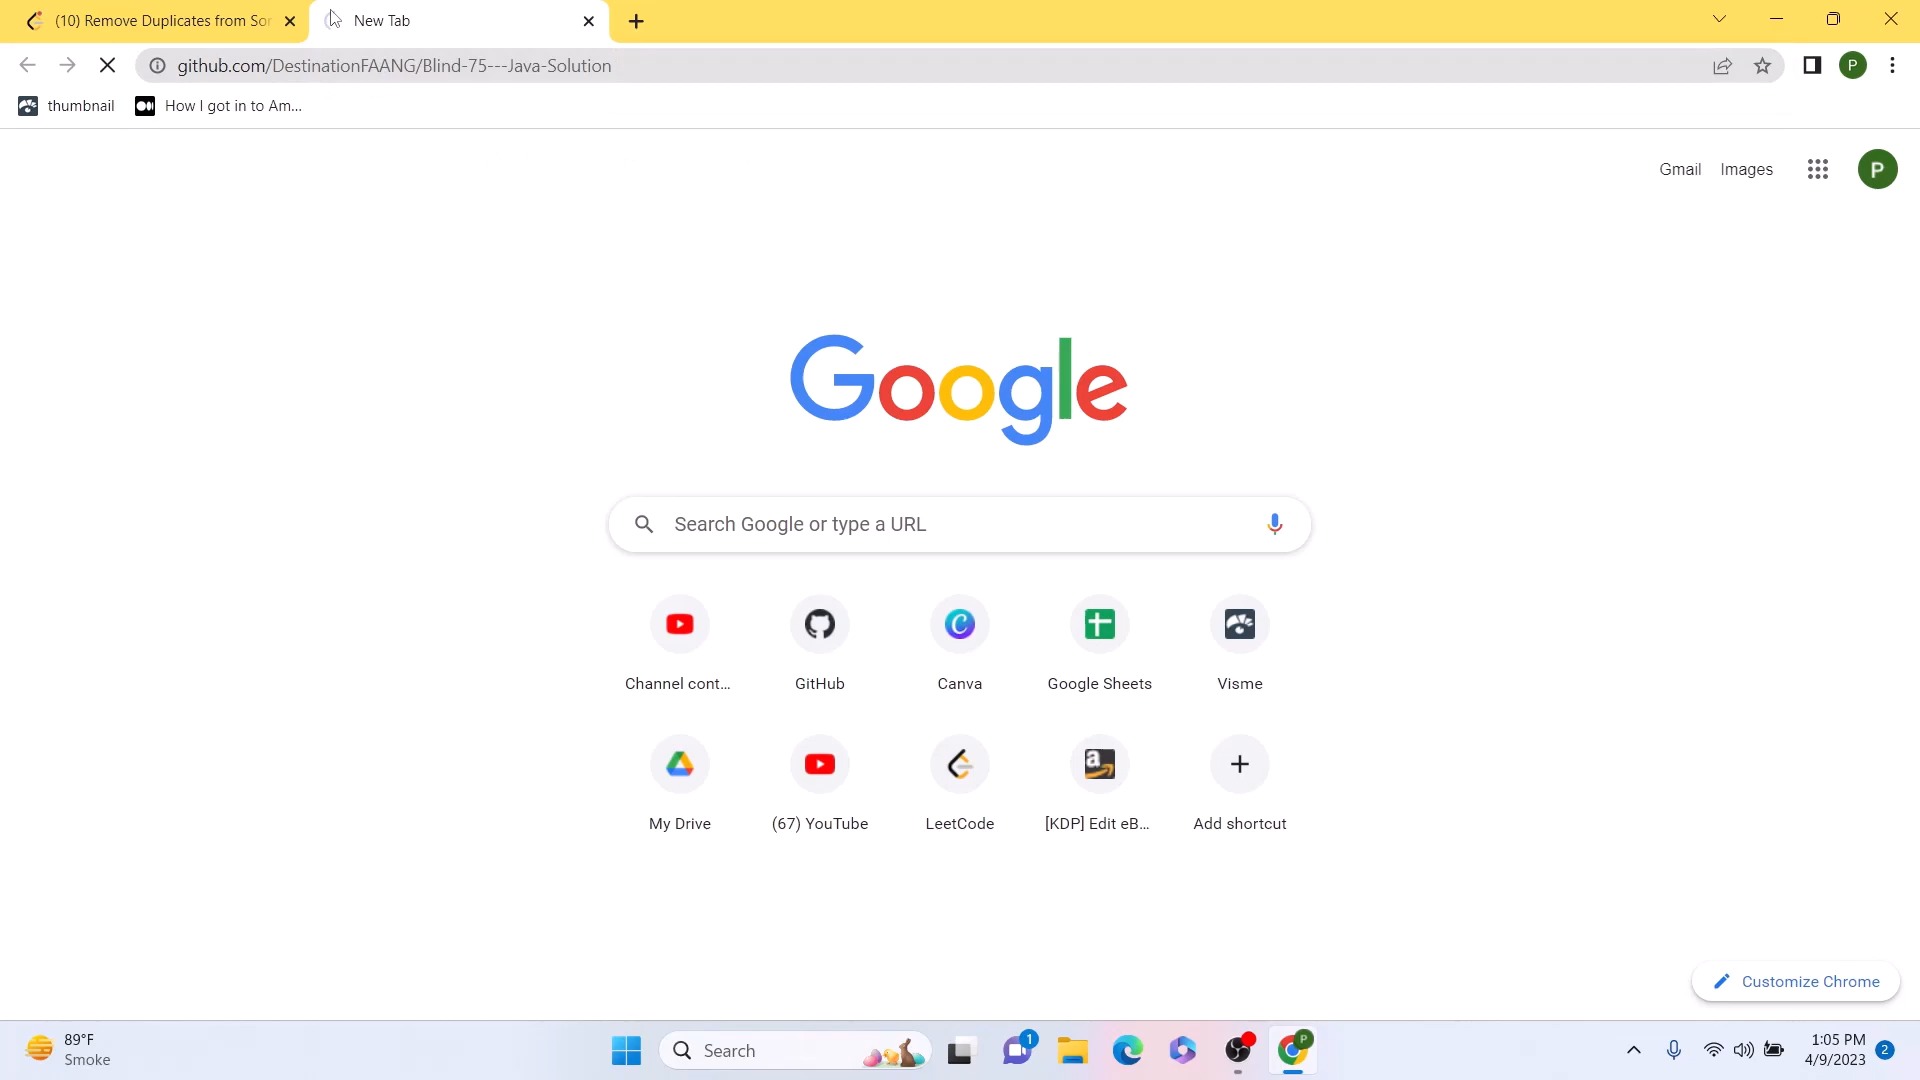 (10) Remove Duplicates from Sor
New Tab
github.com/DestinationFAANG/Blind-75---Java-Solution
P
thumbnail
How I got in to Am...
Gmail
Images
P
Google
Search Google or type a URL
Channel cont...
GitHub
Canva
Google Sheets
Visme
My Drive
(67) YouTube
LeetCode
[KDP] Edit eB...
Add shortcut
Customize Chrome
89°F
Smoke
Search
1
P
1:05 PM
4/9/2023
2